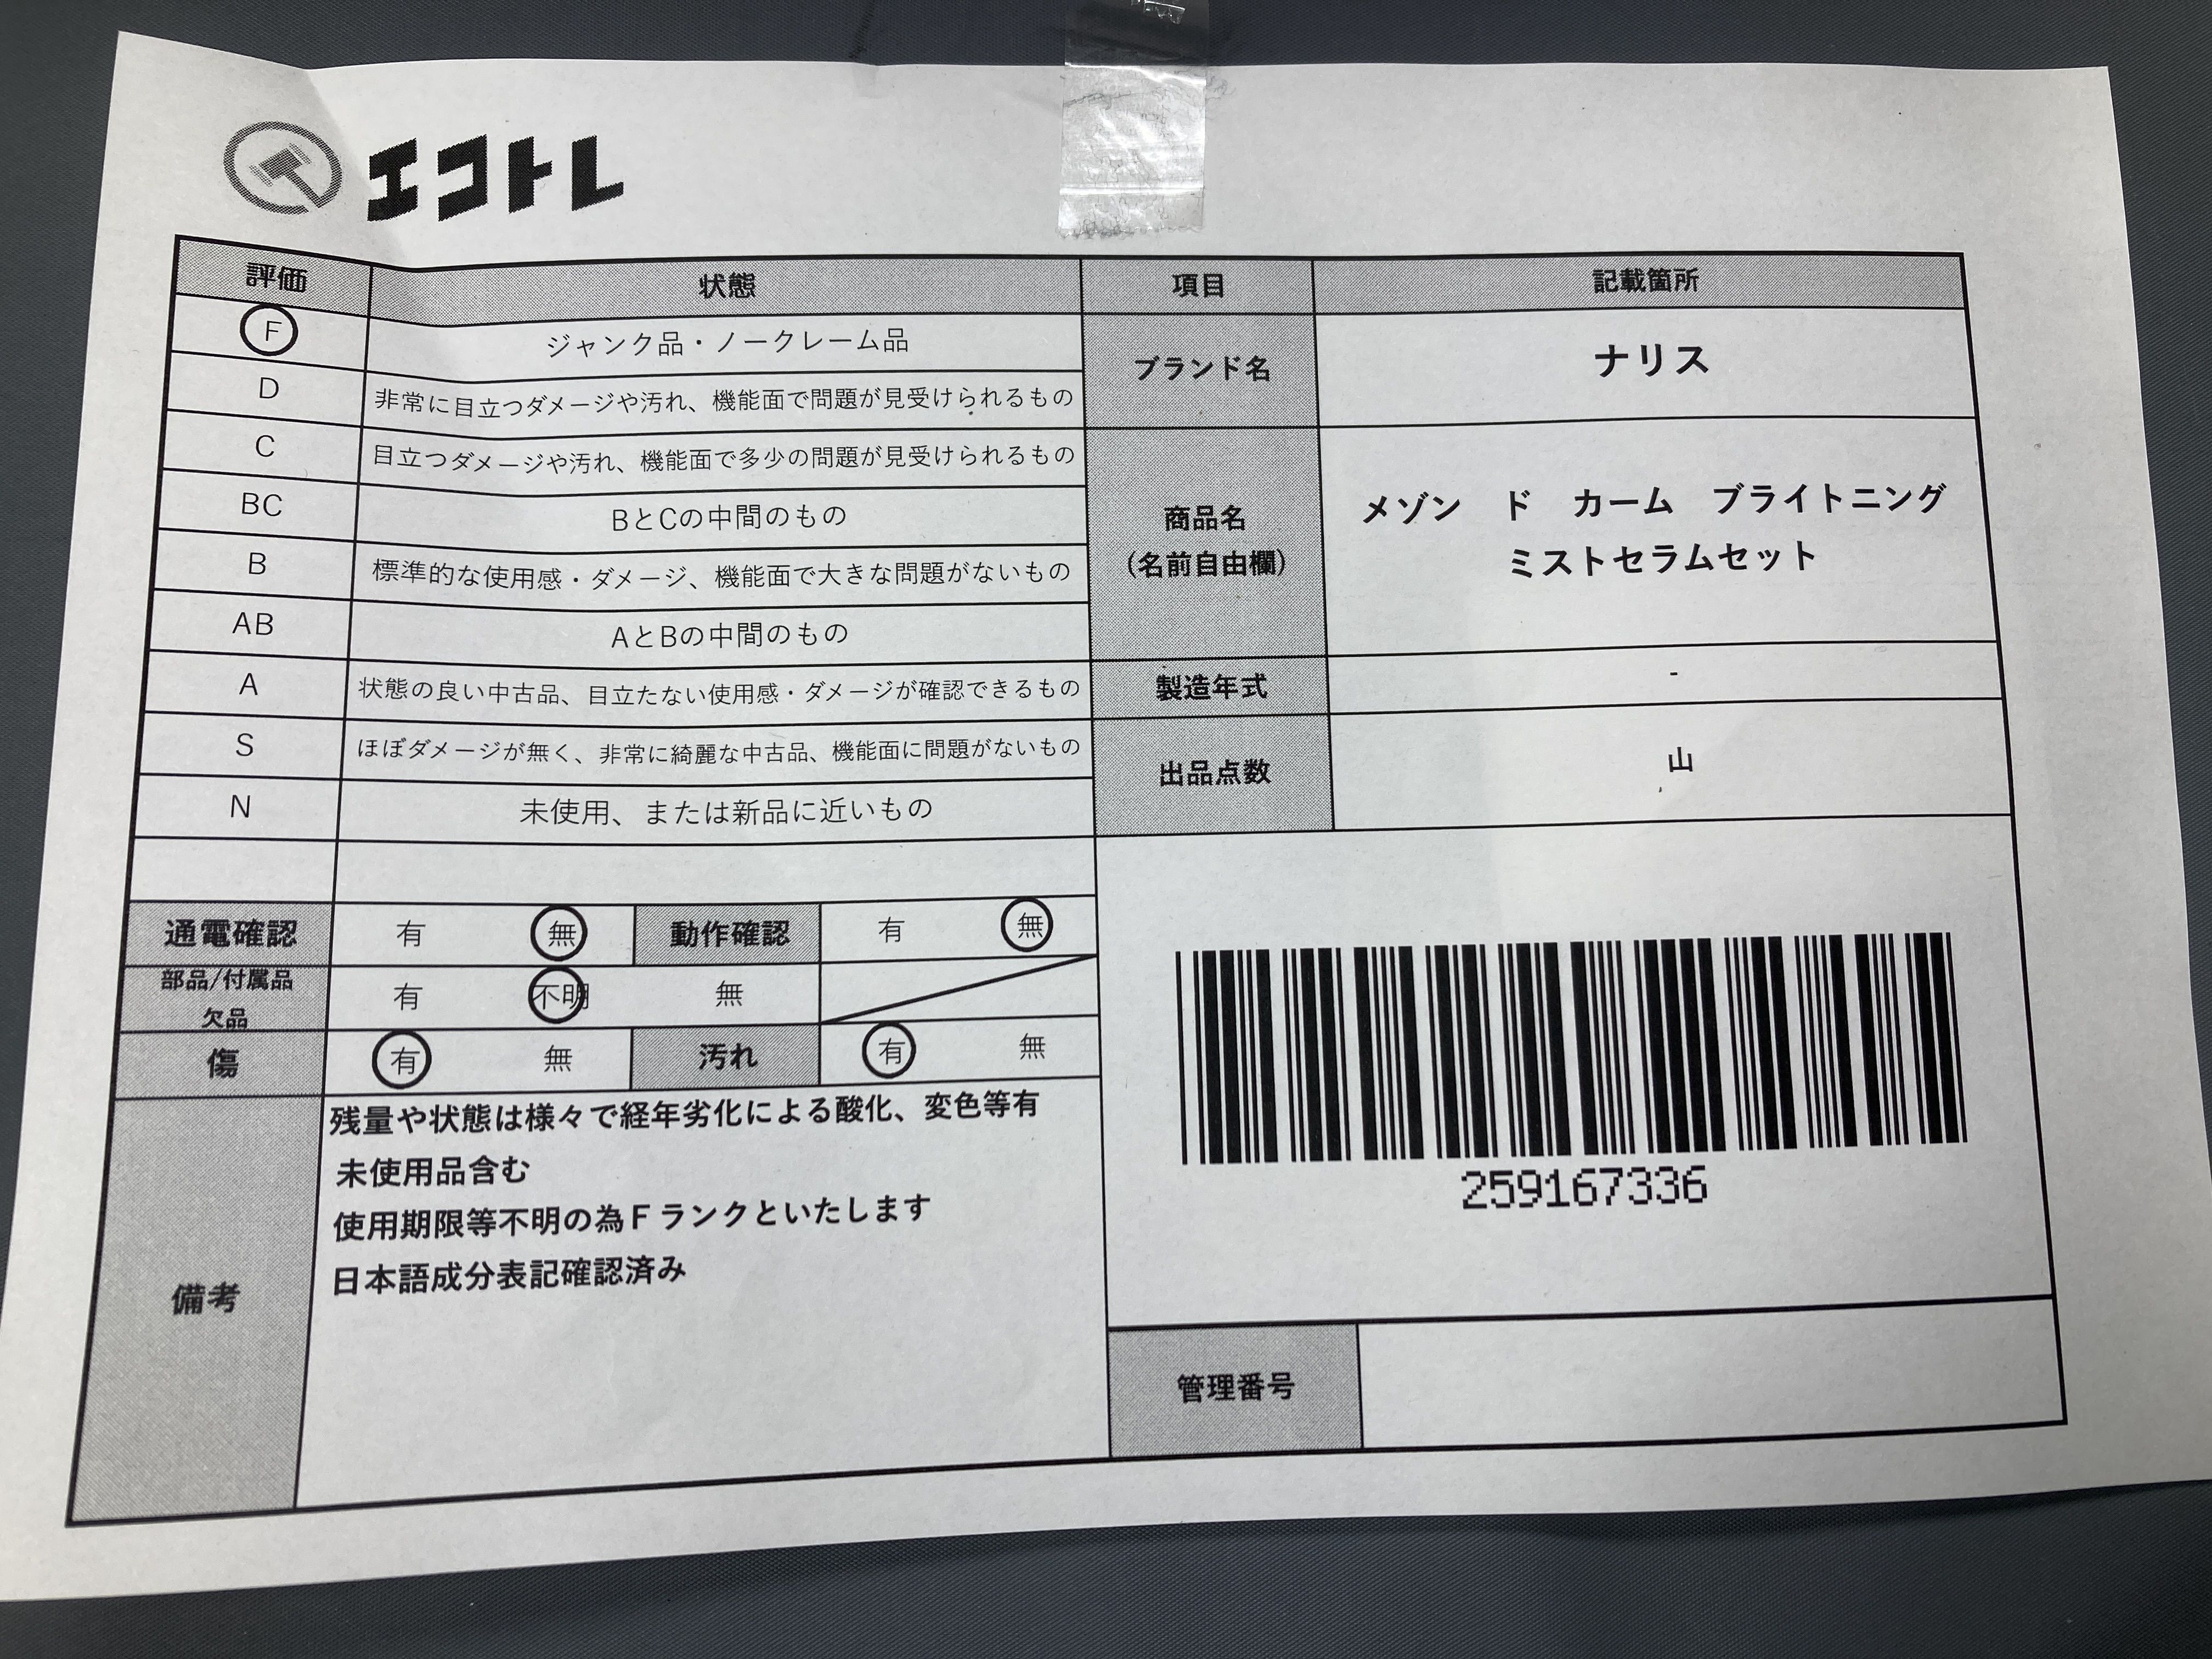 エコトレ
評価 状態 項目 記載箇所
F ジャンク品・ノークレーム品
D 非常に目立つダメージや汚れ、機能面で問題が見受けられるもの
ブランド名 ナリス
C 目立つダメージや汚れ、機能面で多少の問題が見受けられるもの
BC BとCの中間のもの
B 標準的な使用感・ダメージ、機能面で大きな問題がないもの
AB AとBの中間のもの
商品名
(名前自由欄)
メゾン ド カーム ブライトニング
ミストセラムセット
A 状態の良い中古品、目立たない使用感・ダメージが確認できるもの
製造年式 -
S ほぼダメージが無く、非常に綺麗な中古品、機能面に問題がないもの
N 未使用、または新品に近いもの
出品点数 山
通電確認 有 無 動作確認 有 無
部品/付属品
欠品
有 不明 無
傷 有 無 汚れ 有 無
備考
残量や状態は様々で経年劣化による酸化、変色等有
未使用品含む
使用期限等不明の為Fランクといたします
日本語成分表記確認済み
259167336
管理番号